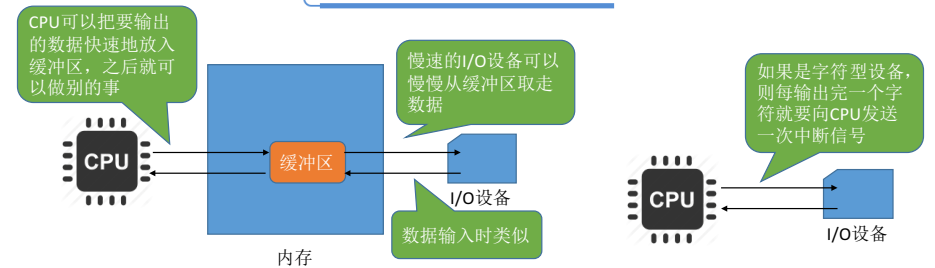 CPU可以把要输出
的数据快速地放入
缓冲区，之后就可
以做别的事
慢速的I/O设备可以
慢慢从缓冲区取走
数据
CPU
缓冲区
I/O设备
数据输入时类似
内存
如果是字符型设备，
则每输出完一个字
符就要向CPU发送
一次中断信号
CPU
I/O设备